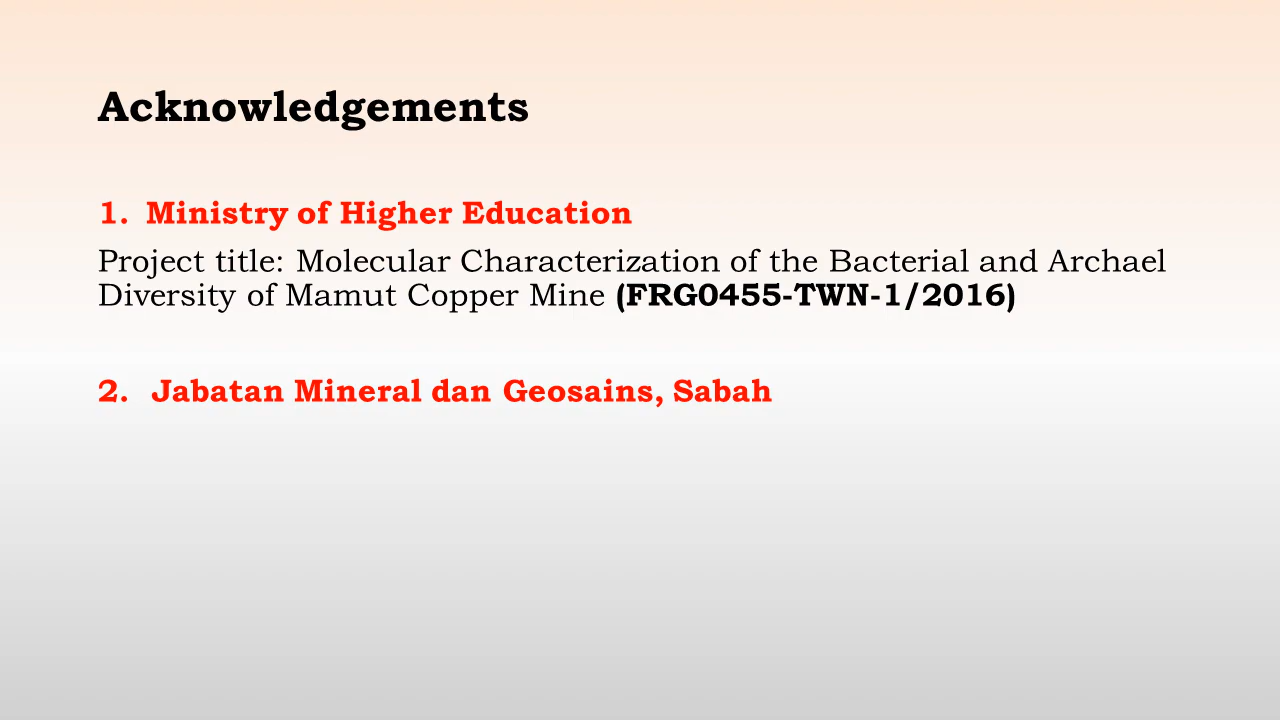 Acknowledgements
1. Ministry of Higher Education
Project title: Molecular Characterization of the Bacterial and Archael
Diversity of Mamut Copper Mine (FRG0455-TWN-1/2016)
2. Jabatan Mineral dan Geosains, Sabah